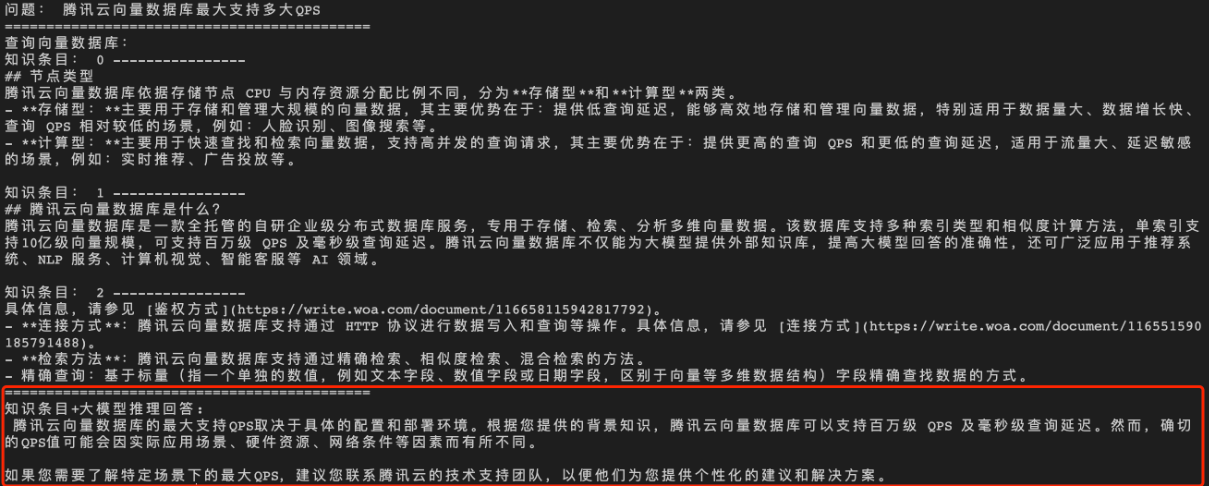 问题： 腾讯云向量数据库最大支持多大QPS
============================================
查询向量数据库：
知识条目： 0 ----------------
## 节点类型
腾讯云向量数据库依据存储节点 CPU 与内存资源分配比例不同，分为**存储型**和**计算型**两类。
- **存储型：**主要用于存储和管理大规模的向量数据，其主要优势在于：提供低查询延迟，能够高效地存储和管理向量数据，特别适用于数据量大、数据增长快、
查询 QPS 相对较低的场景，例如：人脸识别、图像搜索等。
- **计算型：**主要用于快速查找和检索向量数据，支持高并发的查询请求，其主要优势在于：提供更高的查询 QPS 和更低的查询延迟，适用于流量大、延迟敏感
的场景，例如：实时推荐、广告投放等。
知识条目： 1 ----------------
## 腾讯云向量数据库是什么？
腾讯云向量数据库是一款全托管的自研企业级分布式数据库服务，专用于存储、检索、分析多维向量数据。该数据库支持多种索引类型和相似度计算方法，单索引支
持10亿级向量规模，可支持百万级 QPS 及毫秒级查询延迟。腾讯云向量数据库不仅能为大模型提供外部知识库，提高大模型回答的准确性，还可广泛应用于推荐系
统、NLP 服务、计算机视觉、智能客服等 AI 领域。
知识条目： 2 ----------------
具体信息，请参见 [鉴权方式](https://write.woa.com/document/116658115942817792)。
- **连接方式**：腾讯云向量数据库支持通过 HTTP 协议进行数据写入和查询等操作。具体信息，请参见 [连接方式](https://write.woa.com/document/116551590
185791488)。
- **检索方法**：腾讯云向量数据库支持通过精确检索、相似度检索、混合检索的方法。
- 精确查询：基于标量（指一个单独的数值，例如文本字段、数值字段或日期字段，区别于向量等多维数据结构）字段精确查找数据的方式。
============================================
知识条目+大模型推理回答：
腾讯云向量数据库的最大支持QPS取决于具体的配置和部署环境。根据您提供的背景知识，腾讯云向量数据库可以支持百万级 QPS 及毫秒级查询延迟。然而，确切
的QPS值可能会因实际应用场景、硬件资源、网络条件等因素而有所不同。
如果您需要了解特定场景下的最大QPS，建议您联系腾讯云的技术支持团队，以便他们为您提供个性化的建议和解决方案。